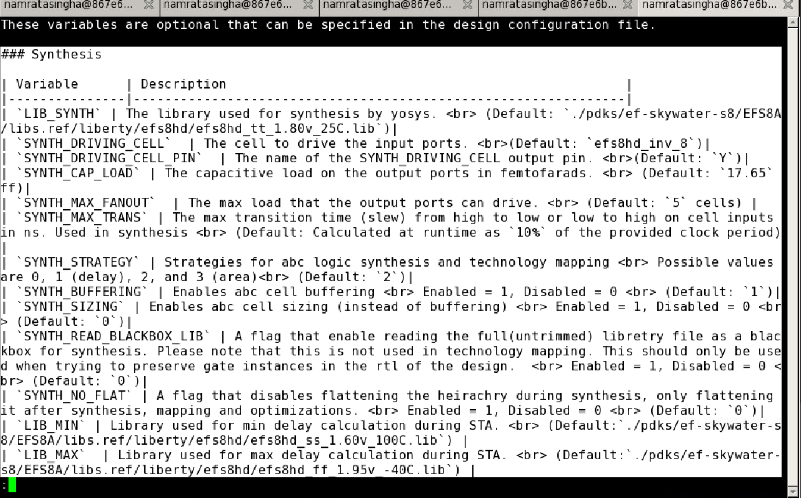 namratasingha@867e6... namratasingha@867e6... namratasingha@867e6... namratasingha@867e6b... namratasingha@867e6b...
These variables are optional that can be specified in the design configuration file.
### Synthesis
| Variable      | Description                                                   |
|---------------|---------------------------------------------------------------|
| `LIB_SYNTH` | The library used for synthesis by yosys. <br> (Default: `./pdks/ef-skywater-s8/EFS8A
/libs.ref/liberty/efs8hd/efs8hd_tt_1.80v_25C.lib`)|
| `SYNTH_DRIVING_CELL`  | The cell to drive the input ports. <br>(Default: `efs8hd_inv_8`)|
| `SYNTH_DRIVING_CELL_PIN`  | The name of the SYNTH_DRIVING_CELL output pin. <br>(Default: `Y`)|
| `SYNTH_CAP_LOAD` | The capacitive load on the output ports in femtofarads. <br> (Default: `17.65`
ff)|
| `SYNTH_MAX_FANOUT`  | The max load that the output ports can drive. <br> (Default: `5` cells) |
| `SYNTH_MAX_TRANS`  | The max transition time (slew) from high to low or low to high on cell inputs
in ns. Used in synthesis <br> (Default: Calculated at runtime as `10%` of the provided clock period)
|
| `SYNTH_STRATEGY` | Strategies for abc logic synthesis and technology mapping <br> Possible values
are 0, 1 (delay), 2, and 3 (area)<br> (Default: `2`)|
| `SYNTH_BUFFERING` | Enables abc cell buffering <br> Enabled = 1, Disabled = 0 <br> (Default: `1`)|
| `SYNTH_SIZING` | Enables abc cell sizing (instead of buffering) <br> Enabled = 1, Disabled = 0 <br
> (Default: `0`)|
| `SYNTH_READ_BLACKBOX_LIB` | A flag that enable reading the full(untrimmed) libretry file as a blac
kbox for synthesis. Please note that this is not used in technology mapping. This should only be use
d when trying to preserve gate instances in the rtl of the design.  <br> Enabled = 1, Disabled = 0 <
br> (Default: `0`)|
| `SYNTH_NO_FLAT` | A flag that disables flattening the heirachry during synthesis, only flattening
it after synthesis, mapping and optimizations. <br> Enabled = 1, Disabled = 0 <br> (Default: `0`)|
| `LIB_MIN` | Library used for min delay calculation during STA. <br> (Default:`./pdks/ef-skywater-s
8/EFS8A/libs.ref/liberty/efs8hd/efs8hd_ss_1.60v_100C.lib`) |
| `LIB_MAX`  | Library used for max delay calculation during STA. <br> (Default:`./pdks/ef-skywater-
s8/EFS8A/libs.ref/liberty/efs8hd/efs8hd_ff_1.95v_-40C.lib`) |
: